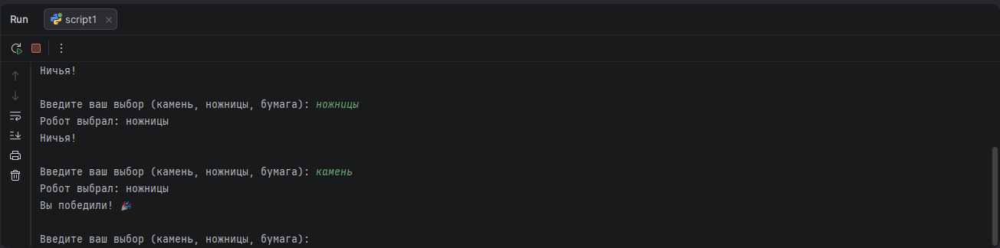 Run script1
Ничья!
Введите ваш выбор (камень, ножницы, бумага): ножницы
Робот выбрал: ножницы
Ничья!
Введите ваш выбор (камень, ножницы, бумага): камень
Робот выбрал: ножницы
Вы победили! 🎉
Введите ваш выбор (камень, ножницы, бумага):